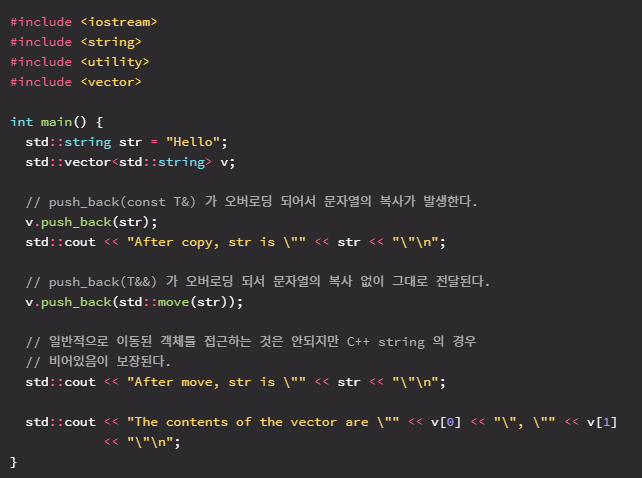 #include <iostream>
#include <string>
#include <utility>
#include <vector>
int main() {
std::string str = "Hello";
std::vector<std::string> v;
// push_back(const T&) 가 오버로딩 되어서 문자열의 복사가 발생한다.
v.push_back(str);
std::cout << "After copy, str is \"" << str << "\"\n";
// push_back(T&&) 가 오버로딩 되서 문자열의 복사 없이 그대로 전달된다.
v.push_back(std::move(str));
// 일반적으로 이동된 객체를 접근하는 것은 안되지만 C++ string 의 경우
// 비어있음이 보장된다.
std::cout << "After move, str is \"" << str << "\"\n";
std::cout << "The contents of the vector are \"" << v[0] << "\", \"" << v[1]
<< "\"\n";
}